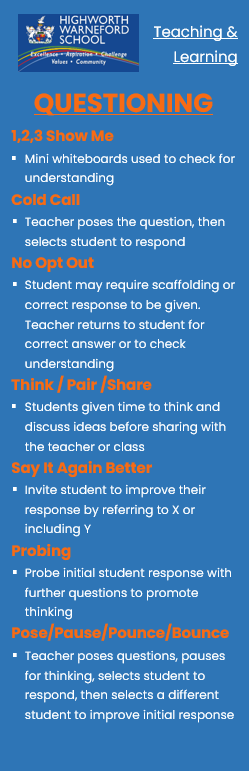 HIGHWORTH
WARNEFORD
SCHOOL
Excellence • Aspiration • Challenge
Values • Community
Teaching &
Learning
QUESTIONING
1,2,3 Show Me
▪ Mini whiteboards used to check for
understanding
Cold Call
▪ Teacher poses the question, then
selects student to respond
No Opt Out
▪ Student may require scaffolding or
correct response to be given.
Teacher returns to student for
correct answer or to check
understanding
Think / Pair /Share
▪ Students given time to think and
discuss ideas before sharing with
the teacher or class
Say It Again Better
▪ Invite student to improve their
response by referring to X or
including Y
Probing
▪ Probe initial student response with
further questions to promote
thinking
Pose/Pause/Pounce/Bounce
▪ Teacher poses questions, pauses
for thinking, selects student to
respond, then selects a different
student to improve initial response